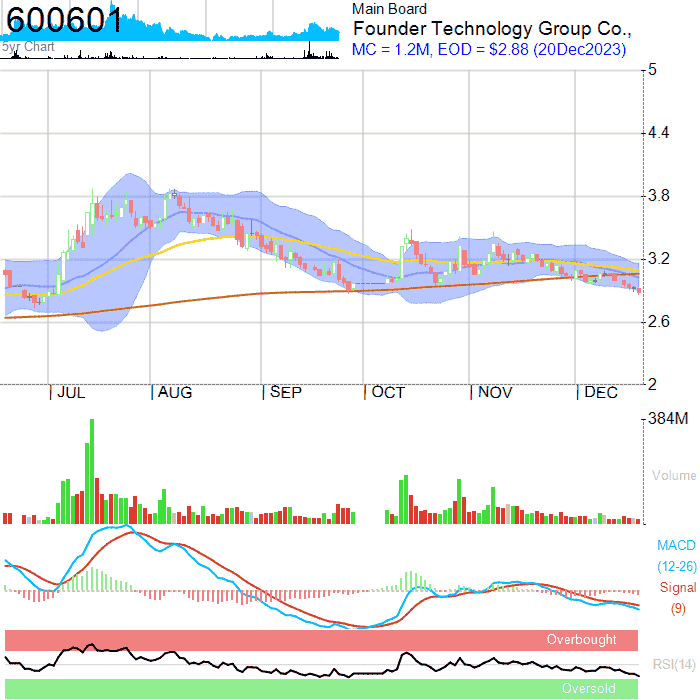 600601
5yr Chart
Main Board
Founder Technology Group Co.,
MC = 1.2M, EOD = $2.88 (20Dec2023)
5
4.4
3.8
3.2
2.6
2
JUL
AUG
SEP
OCT
NOV
DEC
384M
Volume
MACD
(12-26)
Signal
(9)
Overbought
RSI(14)
Oversold